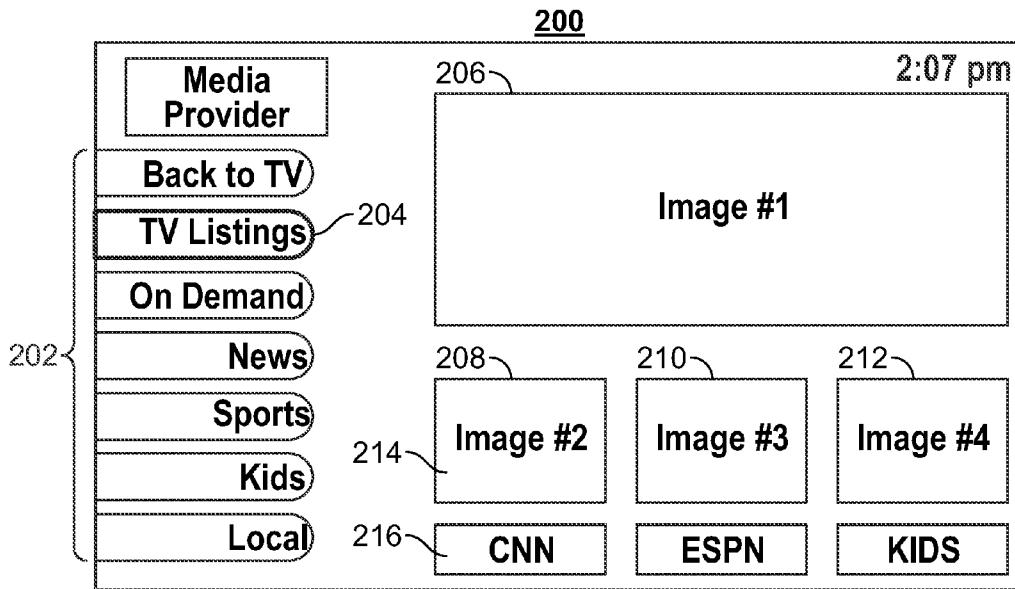 200
2:07 pm
Media
Provider
206
Image #1
Back to TV
TV Listings
204
On Demand
202
News
Sports
Kids
Local
208
210
212
Image #2
Image #3
Image #4
214
216
CNN
ESPN
KIDS